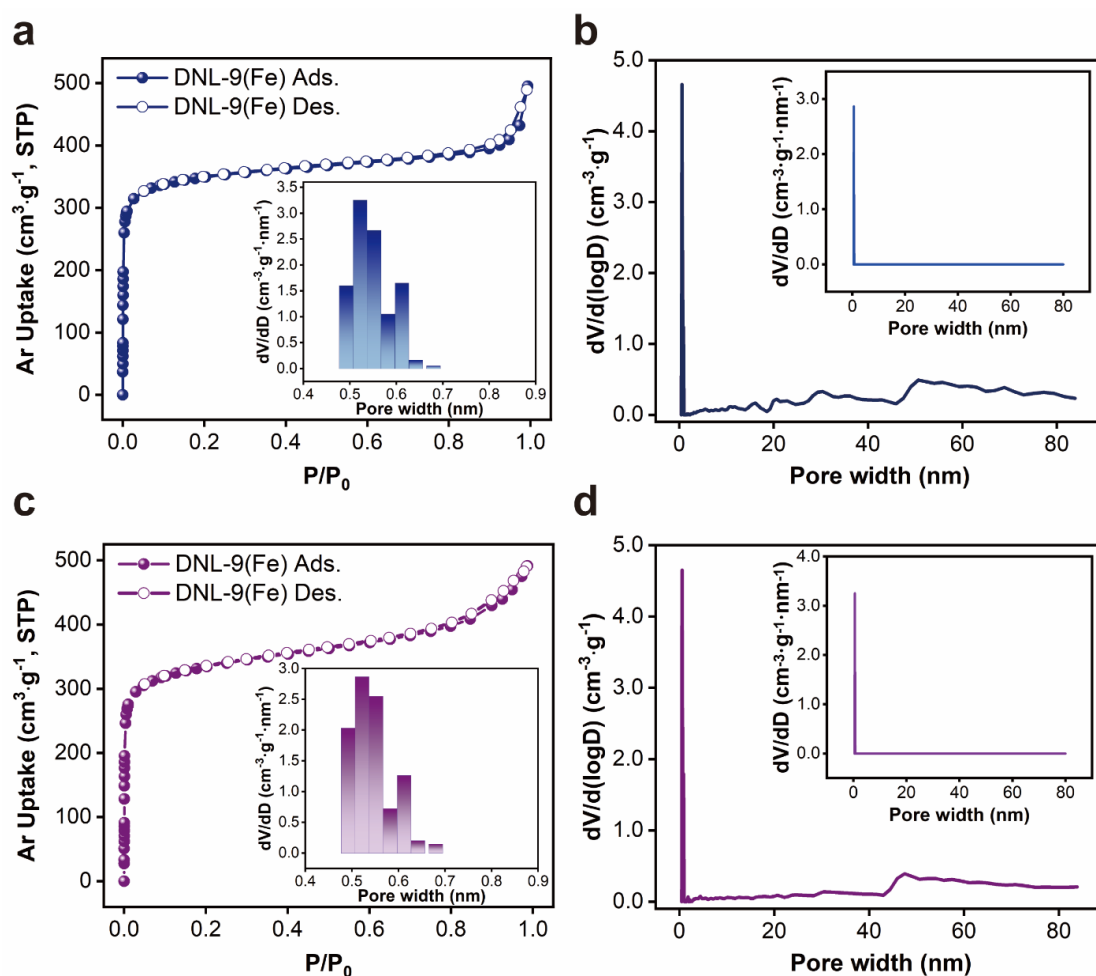 a
DNL-9(Fe) Ads.
DNL-9(Fe) Des.
Ar Uptake (cm³·g⁻¹, STP)
500
400
300
200
100
0
0.0 0.2 0.4 0.6 0.8 1.0
P/P₀
dV/dD (cm⁻³·g⁻¹·nm⁻¹)
3.5
3.0
2.5
2.0
1.5
1.0
0.5
0.0
0.4 0.5 0.6 0.7 0.8 0.9
Pore width (nm)
b
dV/d(logD) (cm⁻³·g⁻¹)
5.0
4.0
3.0
2.0
1.0
0.0
0 20 40 60 80
Pore width (nm)
dV/dD (cm⁻³·g⁻¹·nm⁻¹)
3.0
2.0
1.0
0.0
0 20 40 60 80
Pore width (nm)
c
DNL-9(Fe) Ads.
DNL-9(Fe) Des.
Ar Uptake (cm³·g⁻¹, STP)
500
400
300
200
100
0
0.0 0.2 0.4 0.6 0.8 1.0
P/P₀
dV/dD (cm⁻³·g⁻¹·nm⁻¹)
3.0
2.5
2.0
1.5
1.0
0.5
0.0
0.4 0.5 0.6 0.7 0.8 0.9
Pore width (nm)
d
dV/d(logD) (cm⁻³·g⁻¹)
5.0
4.0
3.0
2.0
1.0
0.0
0 20 40 60 80
Pore width (nm)
dV/dD (cm⁻³·g⁻¹·nm⁻¹)
4.0
3.0
2.0
1.0
0.0
0 20 40 60 80
Pore width (nm)